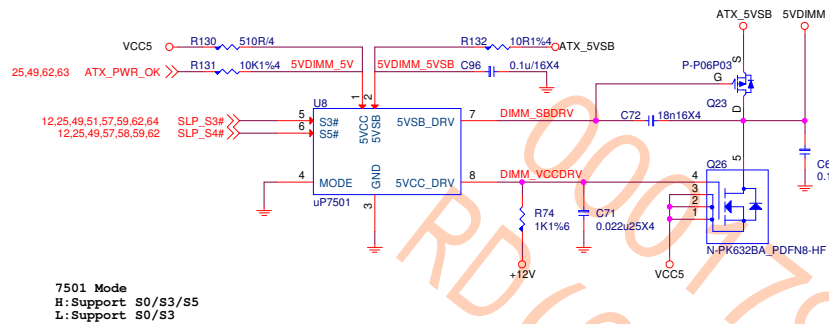 ATX_5VSB 5VDIMM
VCC5 R130 510R/4 R132 10R1%4 ATX_5VSB
25,49,62,63 ATX_PWR_OK R131 10K1%4 5VDIMM_5V 5VDIMM_5VSB C96 0.1u/16X4
P-P06P03 S
G
Q23 D
U8 1 2
12,25,49,51,57,59,62,64 SLP_S3# 5 S3# 5VCC 5VSB 5VSB_DRV 7 DIMM_SBDRV C72 18n16X4
12,25,49,57,58,59,62 SLP_S4# 6 S5#
5 C6
0.1
Q26
4 MODE GND 5VCC_DRV 8 DIMM_VCCDRV 4
3
2
1
uP7501 3
R74 C71
1K1%6 0.022u25X4
N-PK632BA_PDFN8-HF
+12V VCC5
7501 Mode
H:Support S0/S3/S5
L:Support S0/S3